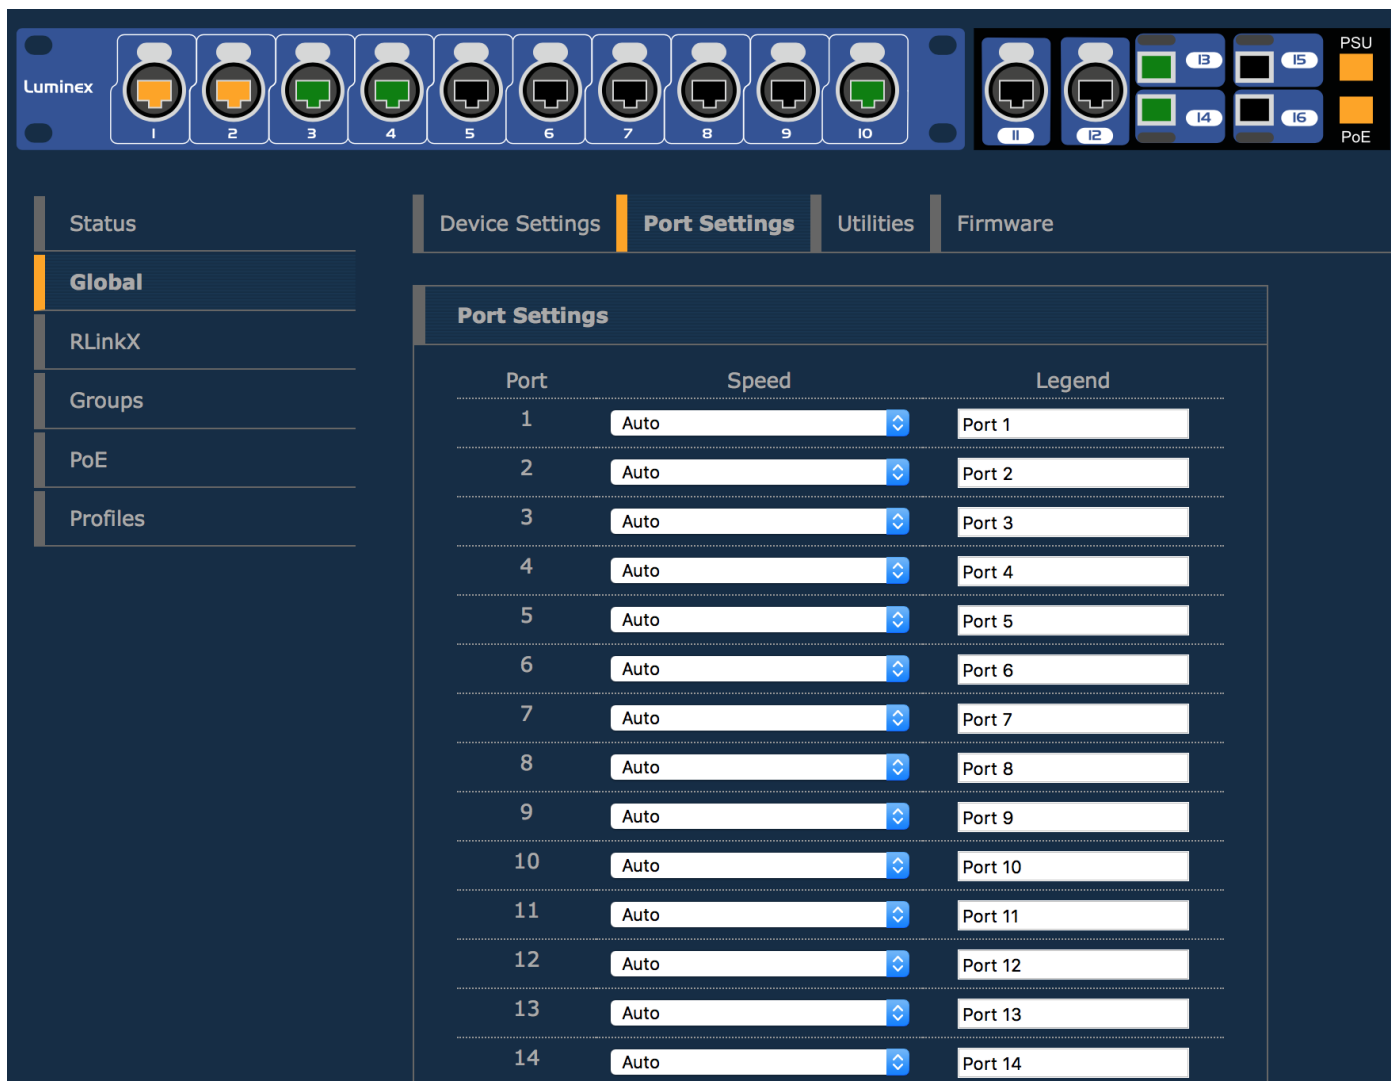 Luminex
1 2 3 4 5 6 7 8 9 10
11 12 13 14 15 16
PSU
PoE
Status
Global
RLinkX
Groups
PoE
Profiles
Device Settings Port Settings Utilities Firmware
Port Settings
Port Speed Legend
1 Auto Port 1
2 Auto Port 2
3 Auto Port 3
4 Auto Port 4
5 Auto Port 5
6 Auto Port 6
7 Auto Port 7
8 Auto Port 8
9 Auto Port 9
10 Auto Port 10
11 Auto Port 11
12 Auto Port 12
13 Auto Port 13
14 Auto Port 14